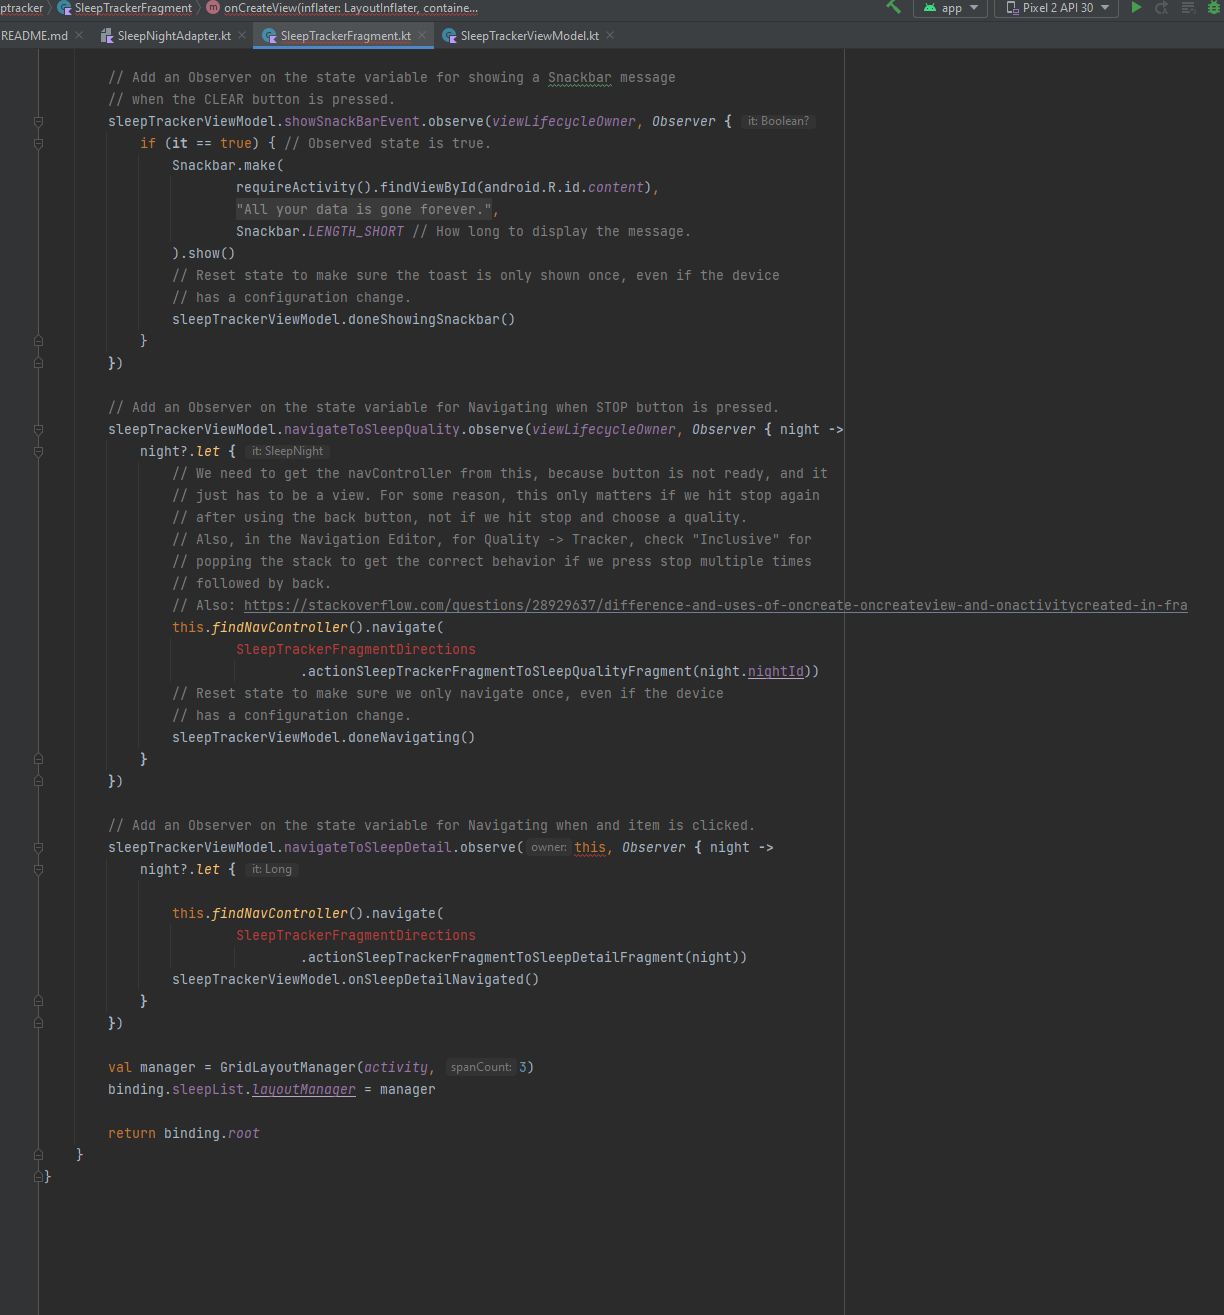 ptracker SleepTrackerFragment m onCreateView(inflater: LayoutInflater, containe... app Pixel 2 API 30
README.md SleepNightAdapter.kt SleepTrackerFragment.kt SleepTrackerViewModel.kt
// Add an Observer on the state variable for showing a Snackbar message
// when the CLEAR button is pressed.
sleepTrackerViewModel.showSnackBarEvent.observe(viewLifecycleOwner, Observer { it: Boolean?
if (it == true) { // Observed state is true.
Snackbar.make(
requireActivity().findViewById(android.R.id.content),
"All your data is gone forever.",
Snackbar.LENGTH_SHORT // How long to display the message.
).show()
// Reset state to make sure the toast is only shown once, even if the device
// has a configuration change.
sleepTrackerViewModel.doneShowingSnackbar()
}
})
// Add an Observer on the state variable for Navigating when STOP button is pressed.
sleepTrackerViewModel.navigateToSleepQuality.observe(viewLifecycleOwner, Observer { night ->
night?.let { it: SleepNight
// We need to get the navController from this, because button is not ready, and it
// just has to be a view. For some reason, this only matters if we hit stop again
// after using the back button, not if we hit stop and choose a quality.
// Also, in the Navigation Editor, for Quality -> Tracker, check "Inclusive" for
// popping the stack to get the correct behavior if we press stop multiple times
// followed by back.
// Also: https://stackoverflow.com/questions/28929637/difference-and-uses-of-oncreate-oncreateview-and-onactivitycreated-in-fra
this.findNavController().navigate(
SleepTrackerFragmentDirections
.actionSleepTrackerFragmentToSleepQualityFragment(night.nightId))
// Reset state to make sure we only navigate once, even if the device
// has a configuration change.
sleepTrackerViewModel.doneNavigating()
}
})
// Add an Observer on the state variable for Navigating when and item is clicked.
sleepTrackerViewModel.navigateToSleepDetail.observe( owner: this, Observer { night ->
night?.let { it: Long
this.findNavController().navigate(
SleepTrackerFragmentDirections
.actionSleepTrackerFragmentToSleepDetailFragment(night))
sleepTrackerViewModel.onSleepDetailNavigated()
}
})
val manager = GridLayoutManager(activity, spanCount: 3)
binding.sleepList.layoutManager = manager
return binding.root
}
}